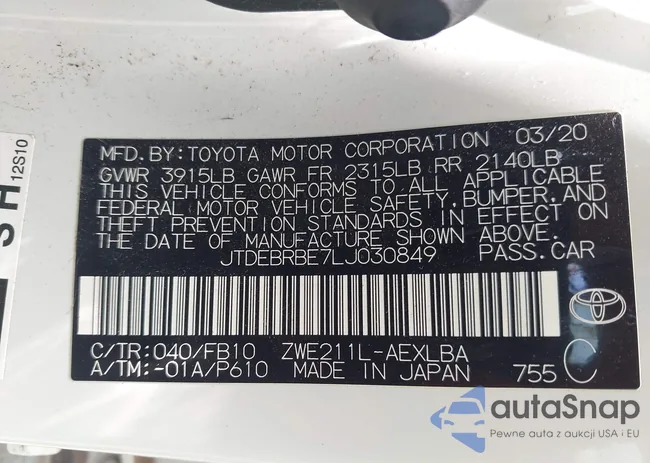 MFD. BY: TOYOTA MOTOR CORPORATION 03/20
GVWR 3915LB GAWR FR 2315LB RR 2140LB
THIS VEHICLE CONFORMS TO ALL APPLICABLE
FEDERAL MOTOR VEHICLE SAFETY, BUMPER, AND
THEFT PREVENTION STANDARDS IN EFFECT ON
THE DATE OF MANUFACTURE SHOWN ABOVE.
JTDEBRBE7LJ030849 PASS. CAR
C/TR: 040/FB10 ZWE211L-AEXLBA
A/TM: -01A/P610 MADE IN JAPAN 755 C
12S10
autaSnap
Pewne auta z aukcji USA i EU